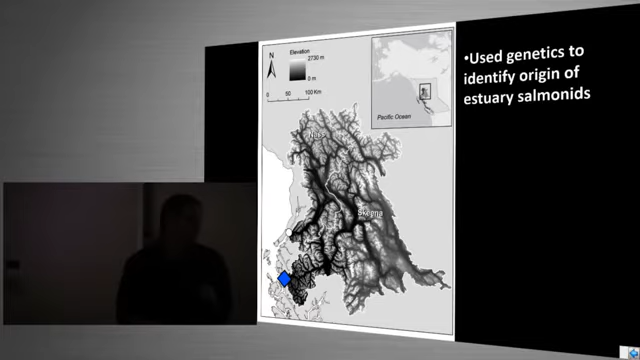 •Used genetics to
identify origin of
estuary salmonids
Elevation
N
2730 m
0 m
0 50 100 Km
Pacific Ocean
Nass
Skeena